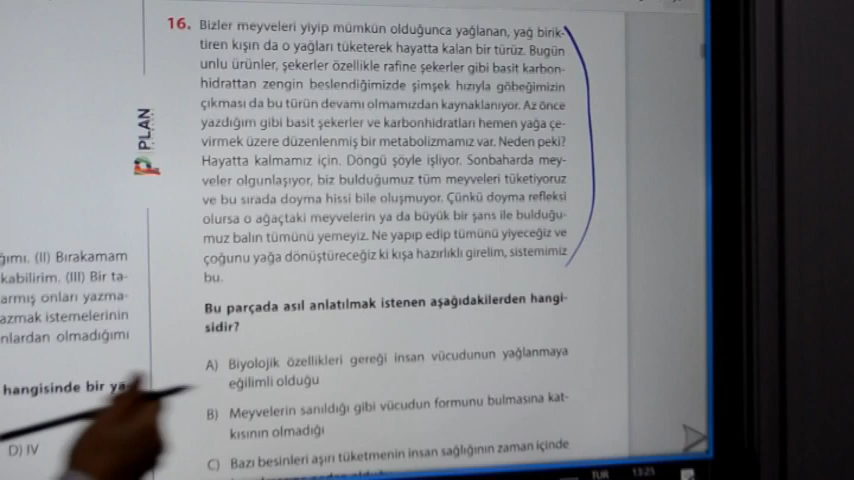 16. Bizler meyveleri yiyip mümkün olduğunca yağlanan, yağ birik-
tiren kışın da o yağları tüketerek hayatta kalan bir türüz. Bugün
unlu ürünler, şekerler özellikle rafine şekerler gibi basit karbon-
hidrattan zengin beslendiğimizde şimşek hızıyla göbeğimizin
çıkması da bu türün devamı olmamızdan kaynaklanıyor. Az önce
yazdığım gibi basit şekerler ve karbonhidratları hemen yağa çe-
virmek üzere düzenlenmiş bir metabolizmamız var. Neden peki?
Hayatta kalmamız için. Döngü şöyle işliyor. Sonbaharda mey-
veler olgunlaşıyor, biz bulduğumuz tüm meyveleri tüketiyoruz
ve bu sırada doyma hissi bile oluşmuyor. Çünkü doyma refleksi
olursa o ağaçtaki meyvelerin ya da büyük bir şans ile bulduğu-
muz balın tümünü yemeyiz. Ne yapıp edip tümünü yiyeceğiz ve
çoğunu yağa dönüştüreceğiz ki kışa hazırlıklı girelim, sistemimiz
bu.
Bu parçada asıl anlatılmak istenen aşağıdakilerden hangi-
sidir?
A) Biyolojik özellikleri gereği insan vücudunun yağlanmaya
eğilimli olduğu
B) Meyvelerin sanıldığı gibi vücudun formunu bulmasına kat-
kısının olmadığı
C) Bazı besinleri aşırı tüketmenin insan sağlığının zaman içinde
PLAN
ğımı. (II) Bırakamam
kabilirim. (III) Bir ta-
armış onları yazma-
azmak istemelerinin
nlardan olmadığımı
hangisinde bir ya
D) IV
TUR 13:25